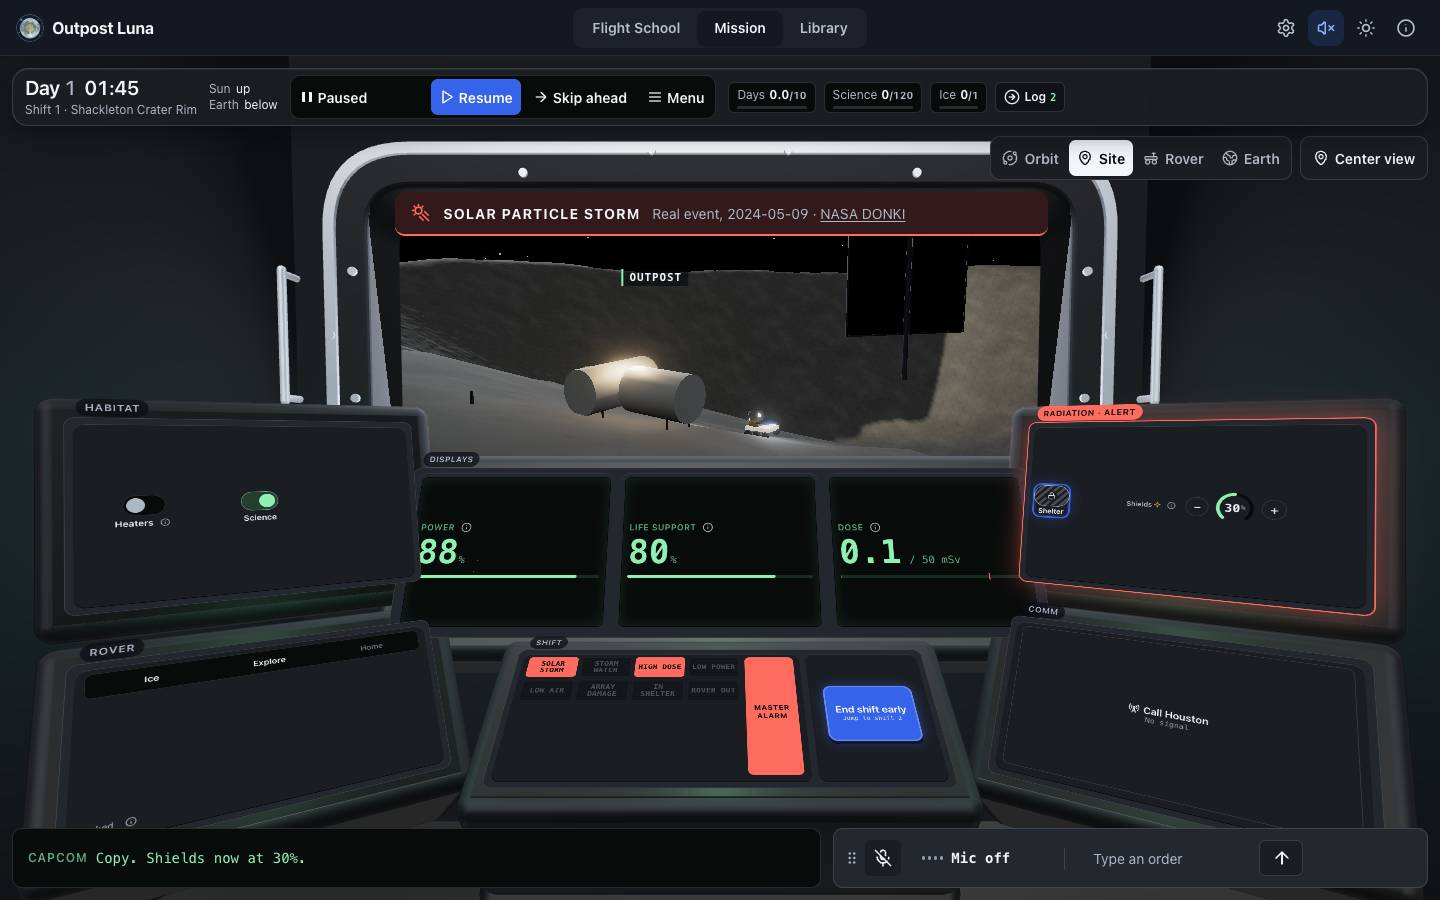 Outpost Luna
Flight School
Mission
Library
Day 1 01:45
Shift 1 · Shackleton Crater Rim
Sun up
Earth below
Paused
Resume
Skip ahead
Menu
Days 0.0/10
Science 0/120
Ice 0/1
Log 2
Orbit
Site
Rover
Earth
Center view
SOLAR PARTICLE STORM Real event, 2024-05-09 · NASA DONKI
OUTPOST
HABITAT
Heaters
Science
DISPLAYS
POWER
88%
LIFE SUPPORT
80%
DOSE
0.1 / 50 mSv
RADIATION · ALERT
Shelter
Shields
30%
ROVER
Ice
Explore
Home
SHIFT
SOLAR
STORM
STORM
WATCH
HIGH DOSE
LOW POWER
LOW AIR
ARRAY
DAMAGE
IN
SHELTER
ROVER OUT
MASTER
ALARM
End shift early
Jump to shift 2
COMM
Call Houston
No signal
CAPCOM Copy. Shields now at 30%.
Mic off
Type an order